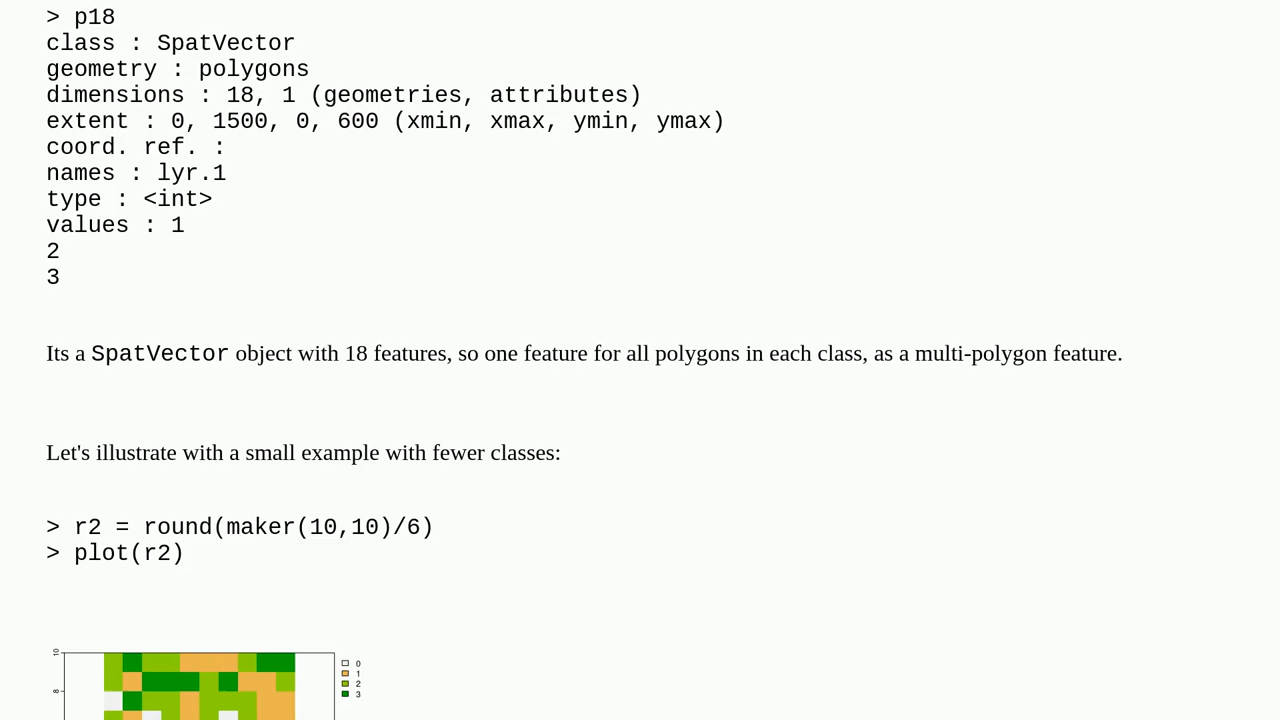 > p18
class : SpatVector
geometry : polygons
dimensions : 18, 1 (geometries, attributes)
extent : 0, 1500, 0, 600 (xmin, xmax, ymin, ymax)
coord. ref. :
names : lyr.1
type : <int>
values : 1
2
3
Its a SpatVector object with 18 features, so one feature for all polygons in each class, as a multi-polygon feature.
Let's illustrate with a small example with fewer classes:
> r2 = round(maker(10,10)/6)
> plot(r2)
10
8
0
1
2
3